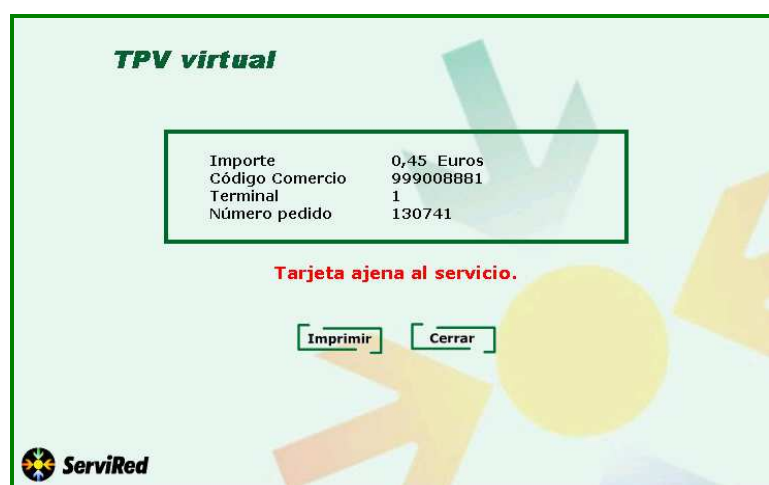 TPV virtual
Importe 0,45 Euros
Código Comercio 999008881
Terminal 1
Número pedido 130741
Tarjeta ajena al servicio.
Imprimir Cerrar
ServiRed